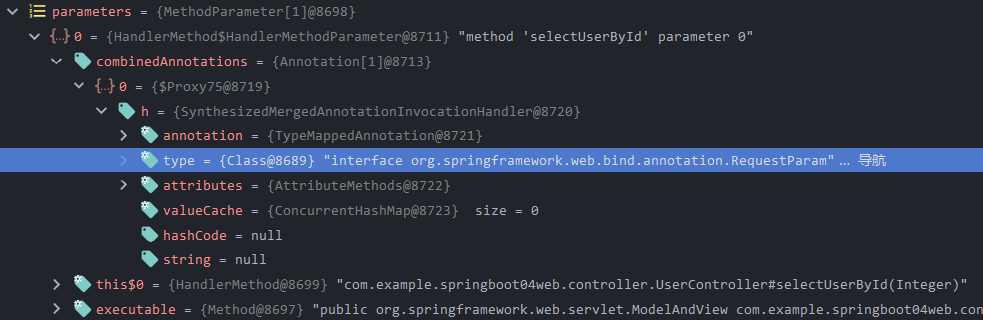 parameters = {MethodParameter[1]@8698}
0 = {HandlerMethod$HandlerMethodParameter@8711} "method 'selectUserById' parameter 0"
combinedAnnotations = {Annotation[1]@8713}
0 = {$Proxy75@8719}
h = {SynthesizedMergedAnnotationInvocationHandler@8720}
annotation = {TypeMappedAnnotation@8721}
type = {Class@8689} "interface org.springframework.web.bind.annotation.RequestParam" ... 导航
attributes = {AttributeMethods@8722}
valueCache = {ConcurrentHashMap@8723} size = 0
hashCode = null
string = null
this$0 = {HandlerMethod@8699} "com.example.springboot04web.controller.UserController#selectUserById(Integer)"
executable = {Method@8697} "public org.springframework.web.servlet.ModelAndView com.example.springboot04web.con